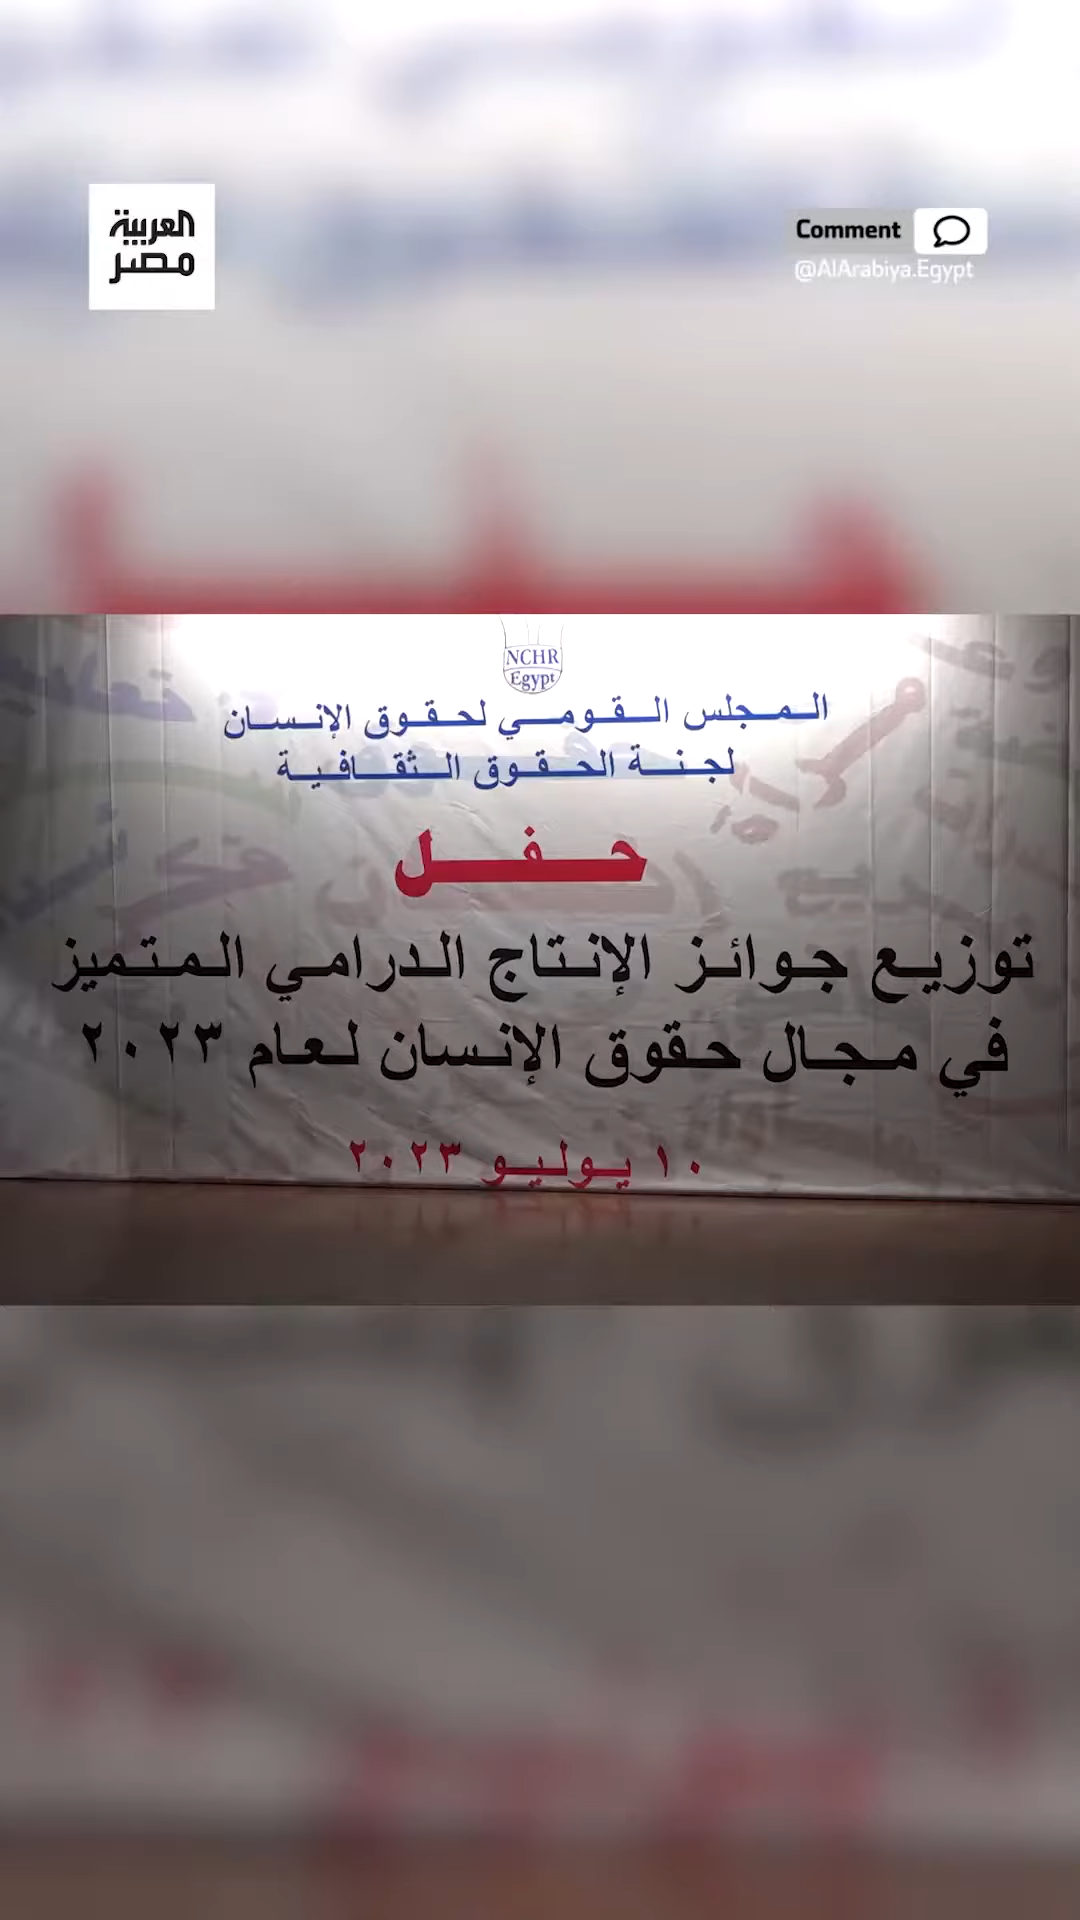 العربية
مصر
Comment
@AlArabiya.Egypt
NCHR
Egypt
المجلس القومي لحقوق الإنسان
لجنة الحقوق الثقافية
حفل
توزيع جوائز الإنتاج الدرامي المتميز
في مجال حقوق الإنسان لعام ٢٠٢٣
١٠ يوليو ٢٠٢٣